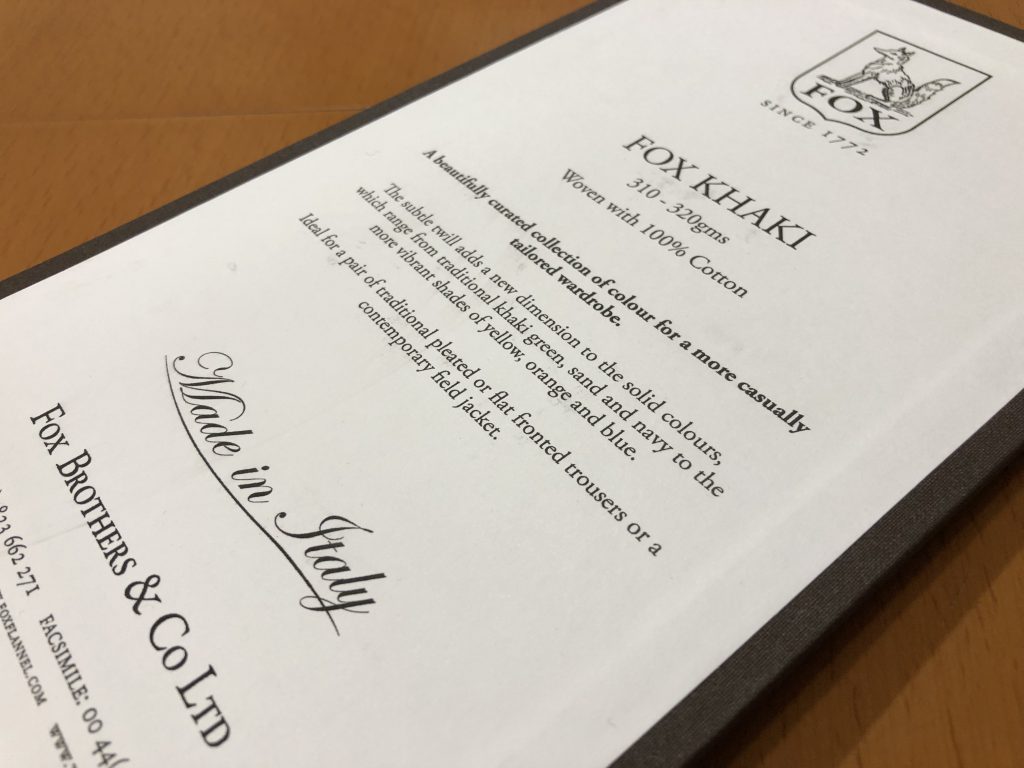 FOX
SINCE 1772
FOX KHAKI
310 - 320gms
Woven with 100% Cotton
A beautifully curated collection of colour for a more casually
tailored wardrobe.
The subtle twill adds a new dimension to the solid colours,
which range from traditional khaki green, sand and navy to the
more vibrant shades of yellow, orange and blue.
Ideal for a pair of traditional pleated or flat fronted trousers or a
contemporary field jacket.
Made in Italy
FOX BROTHERS & CO LTD
823 662 271 FACSIMILE: 00 44(
FOXFLANNEL.COM WWW.